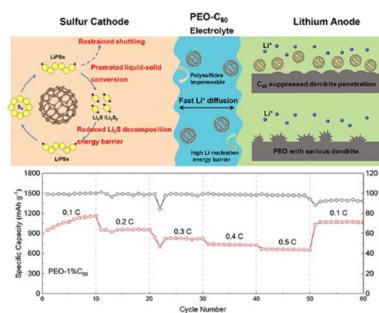 Sulfur Cathode
PEO-C60
Electrolyte
Lithium Anode
Restrained shuttling
LiPSs
Promoted liquid-solid
conversion
S8
Li2S /Li2S2
Reduced Li2S decomposition
energy barrier
LiPSs
Polysulfides
impermeable
Fast Li+ diffusion
High Li nucleation
energy barrier
Li+
C60 suppressed dendrite penetration
Li+
PEO with serious dendrite
Specific Capacity (mAh g-1)
1800
1500
1200
900
600
300
0
0.1 C
0.2 C
0.3 C
0.4 C
0.5 C
0.1 C
PEO-1%C60
120
100
80
60
40
20
0
0
10
20
30
40
50
60
Cycle Number